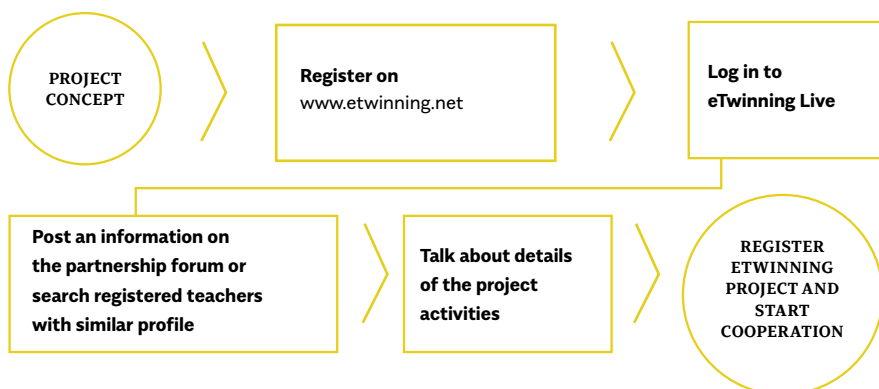 PROJECT
CONCEPT
Register on
www.etwinning.net
Log in to
eTwinning Live
Post an information on
the partnership forum or
search registered teachers
with similar profile
Talk about details
of the project
activities
REGISTER
ETWINNING
PROJECT AND
START
COOPERATION